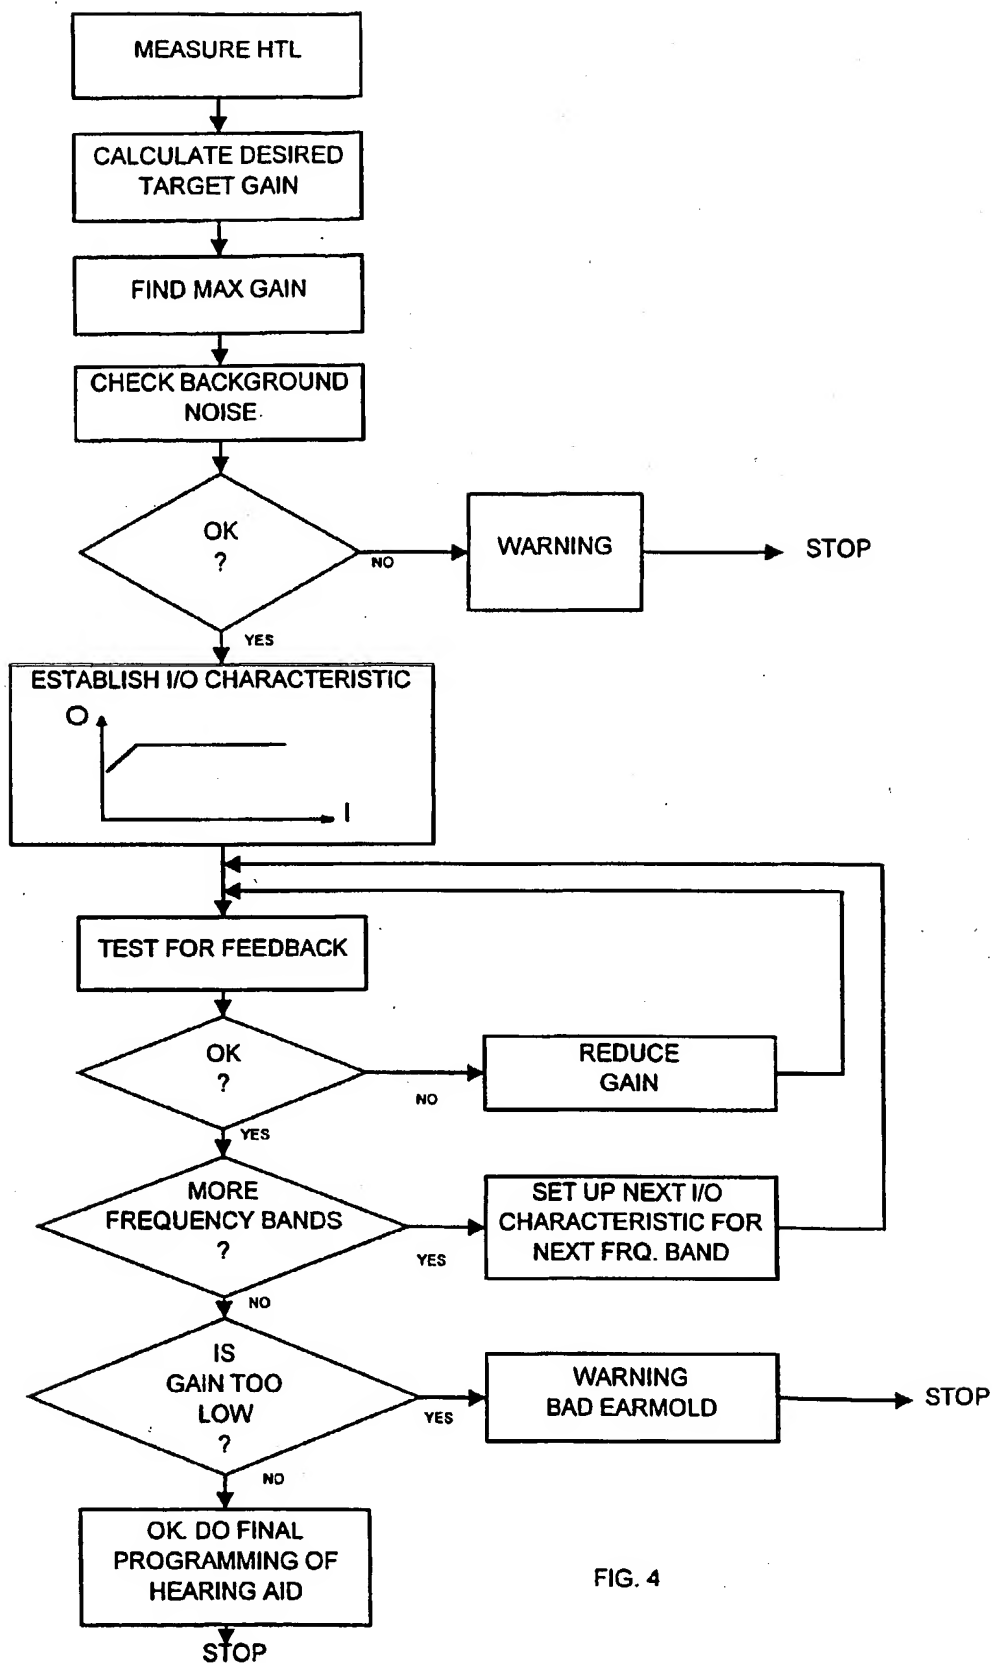 MEASURE HTL
CALCULATE DESIRED
TARGET GAIN
FIND MAX GAIN
CHECK BACKGROUND
NOISE
OK
?
NO
WARNING
STOP
YES
ESTABLISH I/O CHARACTERISTIC
O
I
TEST FOR FEEDBACK
OK
?
NO
REDUCE
GAIN
YES
MORE
FREQUENCY BANDS
?
YES
SET UP NEXT I/O
CHARACTERISTIC FOR
NEXT FRQ. BAND
NO
IS
GAIN TOO
LOW
?
YES
WARNING
BAD EARMOLD
STOP
NO
OK. DO FINAL
PROGRAMMING OF
HEARING AID
STOP
FIG. 4